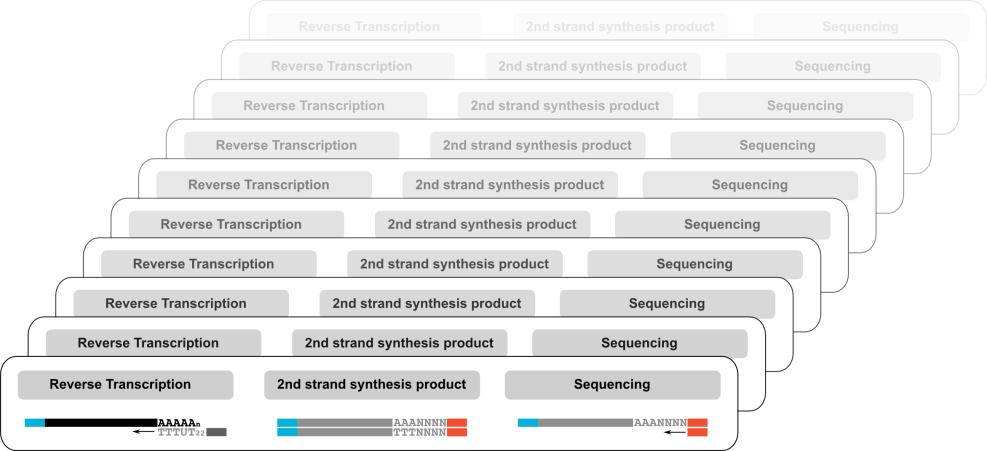 Reverse Transcription 2nd strand synthesis product Sequencing
Reverse Transcription 2nd strand synthesis product Sequencing
Reverse Transcription 2nd strand synthesis product Sequencing
Reverse Transcription 2nd strand synthesis product Sequencing
Reverse Transcription 2nd strand synthesis product Sequencing
Reverse Transcription 2nd strand synthesis product Sequencing
Reverse Transcription 2nd strand synthesis product Sequencing
Reverse Transcription 2nd strand synthesis product Sequencing
Reverse Transcription 2nd strand synthesis product Sequencing
Reverse Transcription 2nd strand synthesis product Sequencing
AAAAAn AAANNNN AAANNNN
TTTUT22 TTTNNNN